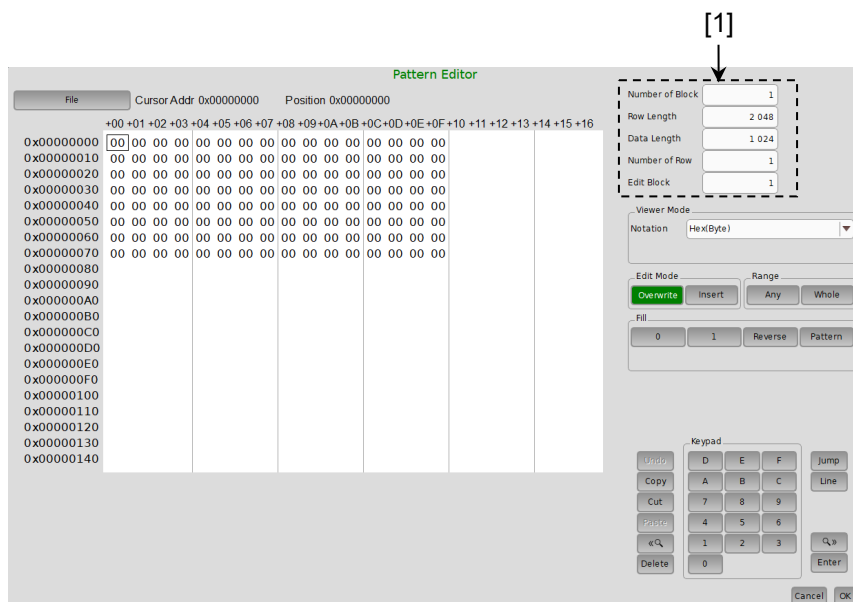 [1]
Pattern Editor
File Cursor Addr 0x00000000 Position 0x00000000
+00 +01 +02 +03 +04 +05 +06 +07 +08 +09 +0A +0B +0C +0D +0E +0F +10 +11 +12 +13 +14 +15 +16
0x00000000 00 00 00 00 00 00 00 00 00 00 00 00 00 00 00 00
0x00000010 00 00 00 00 00 00 00 00 00 00 00 00 00 00 00 00
0x00000020 00 00 00 00 00 00 00 00 00 00 00 00 00 00 00 00
0x00000030 00 00 00 00 00 00 00 00 00 00 00 00 00 00 00 00
0x00000040 00 00 00 00 00 00 00 00 00 00 00 00 00 00 00 00
0x00000050 00 00 00 00 00 00 00 00 00 00 00 00 00 00 00 00
0x00000060 00 00 00 00 00 00 00 00 00 00 00 00 00 00 00 00
0x00000070 00 00 00 00 00 00 00 00 00 00 00 00 00 00 00 00
0x00000080
0x00000090
0x000000A0
0x000000B0
0x000000C0
0x000000D0
0x000000E0
0x000000F0
0x00000100
0x00000110
0x00000120
0x00000130
0x00000140
Number of Block 1
Row Length 2 048
Data Length 1 024
Number of Row 1
Edit Block 1
Viewer Mode
Notation Hex(Byte)
Edit Mode Range
Overwrite Insert Any Whole
Fill
0 1 Reverse Pattern
Keypad
Undo D E F Jump
Copy A B C Line
Cut 7 8 9
Paste 4 5 6
« 1 2 3 »
Delete 0 Enter
Cancel OK